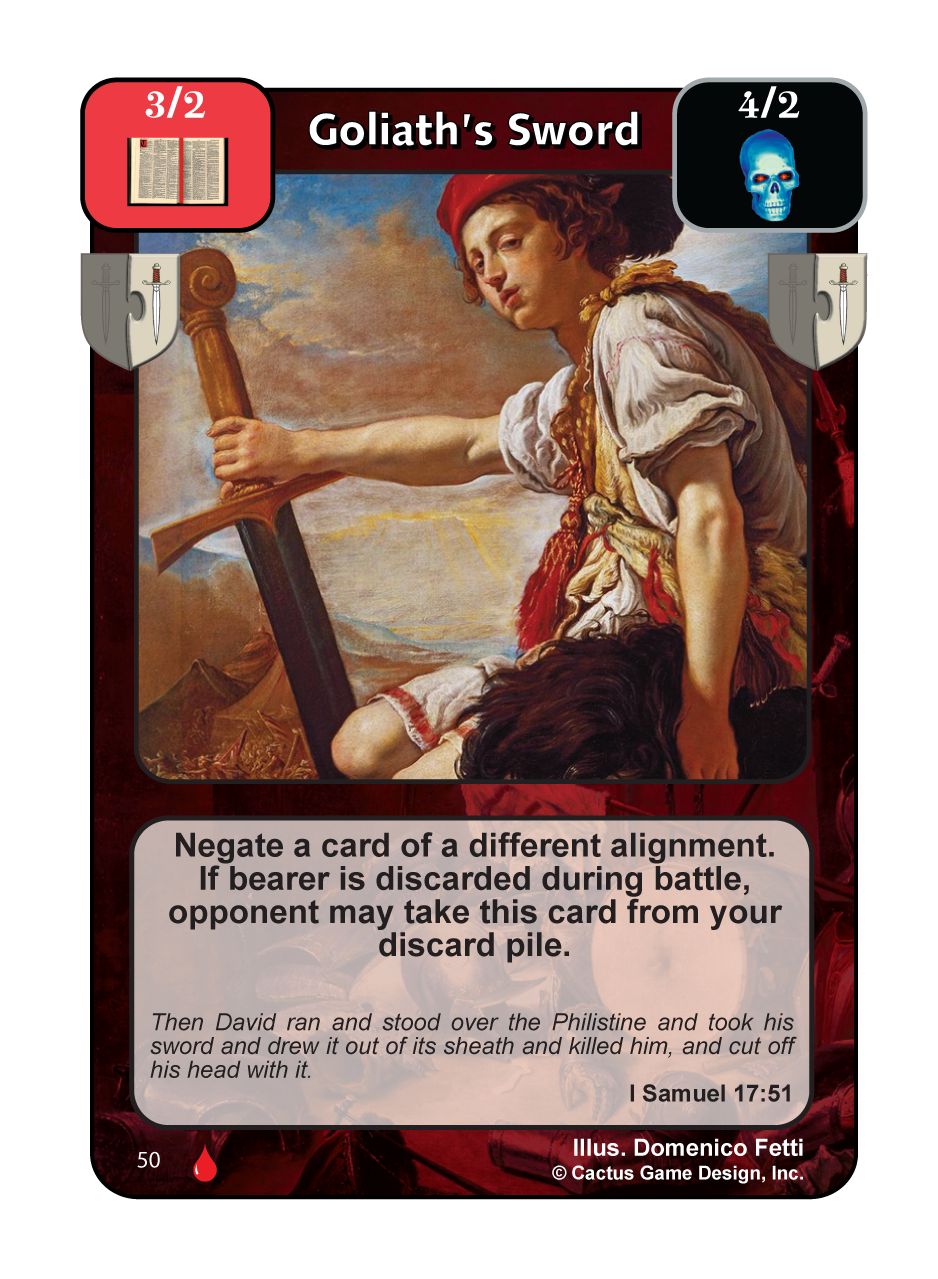 3/2
Goliath's Sword
4/2
Negate a card of a different alignment.
If bearer is discarded during battle,
opponent may take this card from your
discard pile.
Then David ran and stood over the Philistine and took his
sword and drew it out of its sheath and killed him, and cut off
his head with it.
I Samuel 17:51
50
Illus. Domenico Fetti
© Cactus Game Design, Inc.